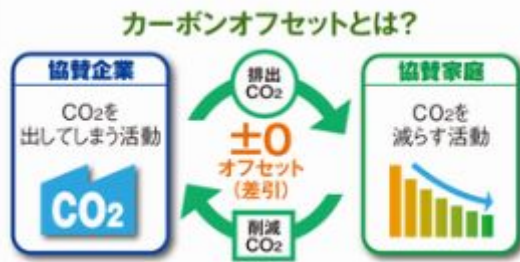 カーボンオフセットとは?
協賛企業
CO2を
出してしまう活動
CO2
排出
CO2
±0
オフセット
(差引)
削減
CO2
協賛家庭
CO2を
減らす活動